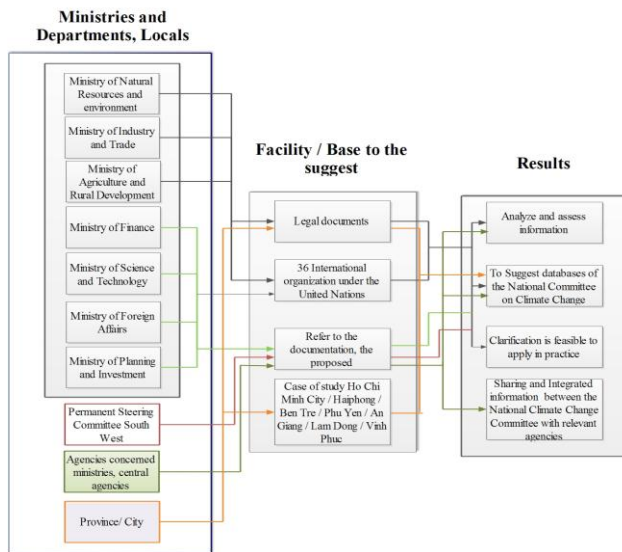 Ministries and
Departments, Locals
Ministry of Natural
Resources and
environment
Ministry of Industry
and Trade
Ministry of
Agriculture and
Rural Development
Ministry of Finance
Ministry of Science
and Technology
Ministry of Foreign
Affairs
Ministry of Planning
and Investment
Permanent Steering
Committee South
West
Agencies concerned
ministries, central
agencies
Province/ City
Facility / Base to the
suggest
Legal documents
36 International
organization under the
United Nations
Refer to the
documentation, the
proposed
Case of study Ho Chi
Minh City / Haiphong /
Ben Tre / Phu Yen / An
Giang / Lam Dong / Vinh
Phuc
Results
Analyze and assess
information
To Suggest databases of
the National Committee
on Climate Change
Clarification is feasible to
apply in practice
Sharing and Integrated
information between the
National Climate Change
Committee with relevant
agencies